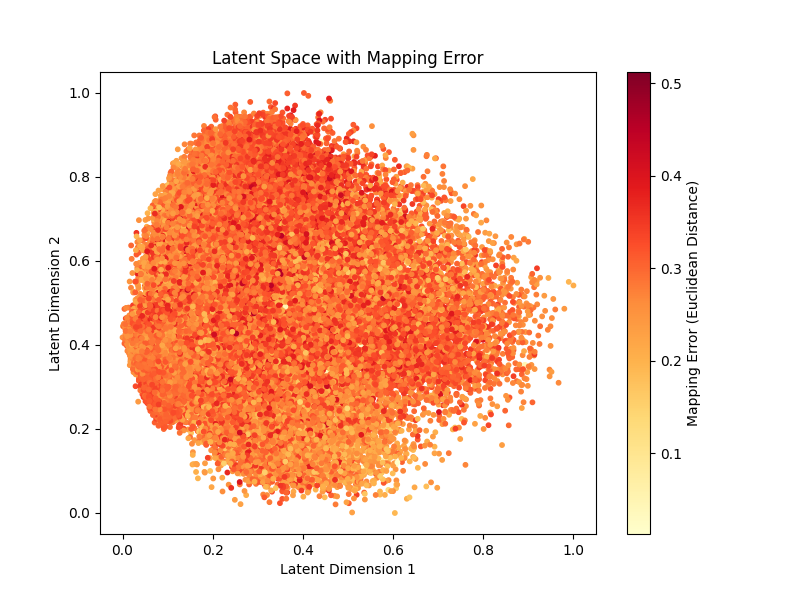 Latent Space with Mapping Error
Latent Dimension 2
1.0
0.8
0.6
0.4
0.2
0.0
0.0 0.2 0.4 0.6 0.8 1.0
Latent Dimension 1
0.5
0.4
0.3
0.2
0.1
Mapping Error (Euclidean Distance)